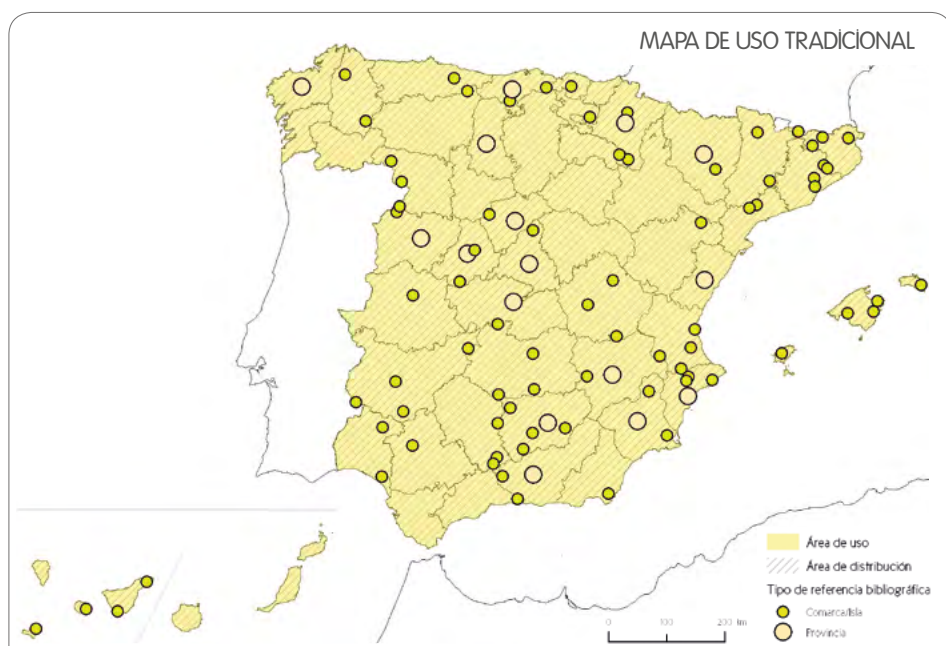 MAPA DE USO TRADICIONAL
Área de uso
Área de distribución
Tipo de referencia bibliográfica
Comarca/Isla
Provincia
0 100 200 km